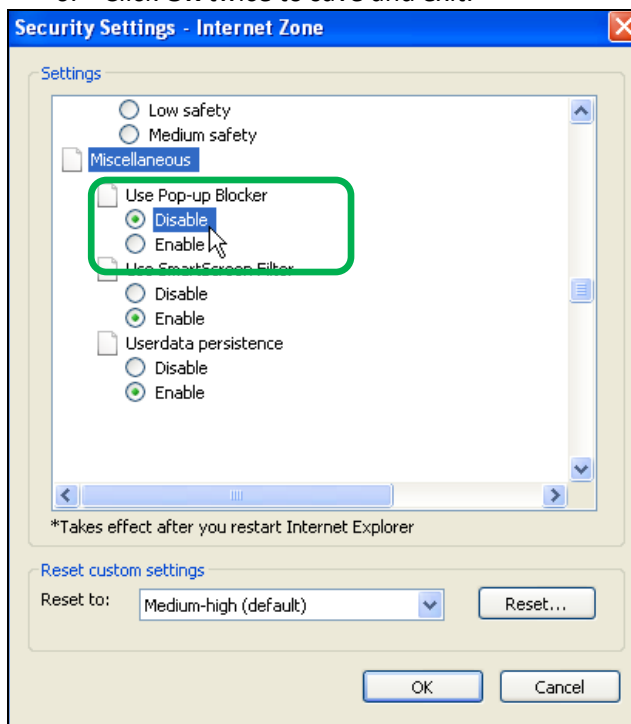 Security Settings - Internet Zone
Settings
Low safety
Medium safety
Miscellaneous
Use Pop-up Blocker
Disable
Enable
Use SmartScreen Filter
Disable
Enable
Userdata persistence
Disable
Enable
*Takes effect after you restart Internet Explorer
Reset custom settings
Reset to: Medium-high (default) Reset...
OK Cancel